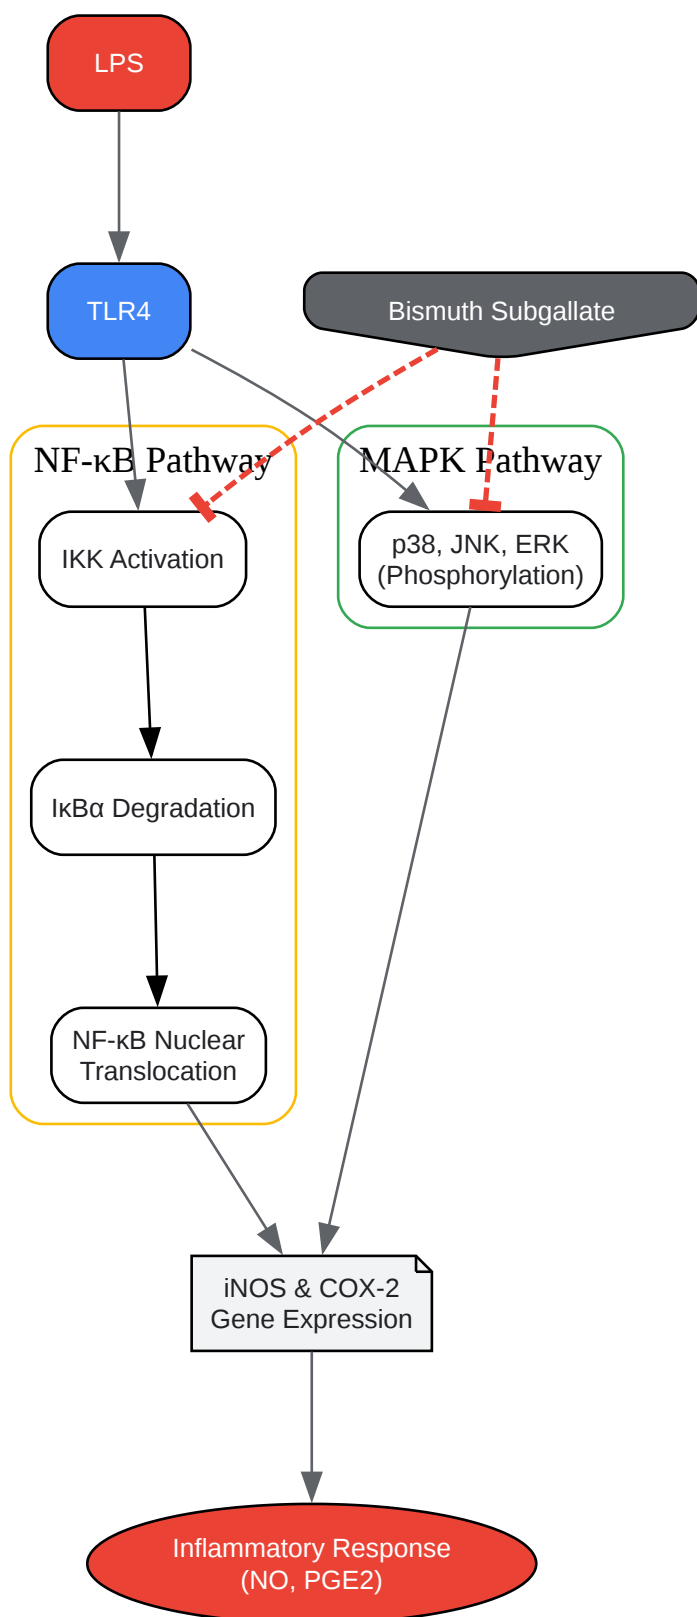 LPS
TLR4
Bismuth Subgallate
NF-κB Pathway
MAPK Pathway
IKK Activation
p38, JNK, ERK
(Phosphorylation)
IκBα Degradation
NF-κB Nuclear
Translocation
iNOS & COX-2
Gene Expression
Inflammatory Response
(NO, PGE2)